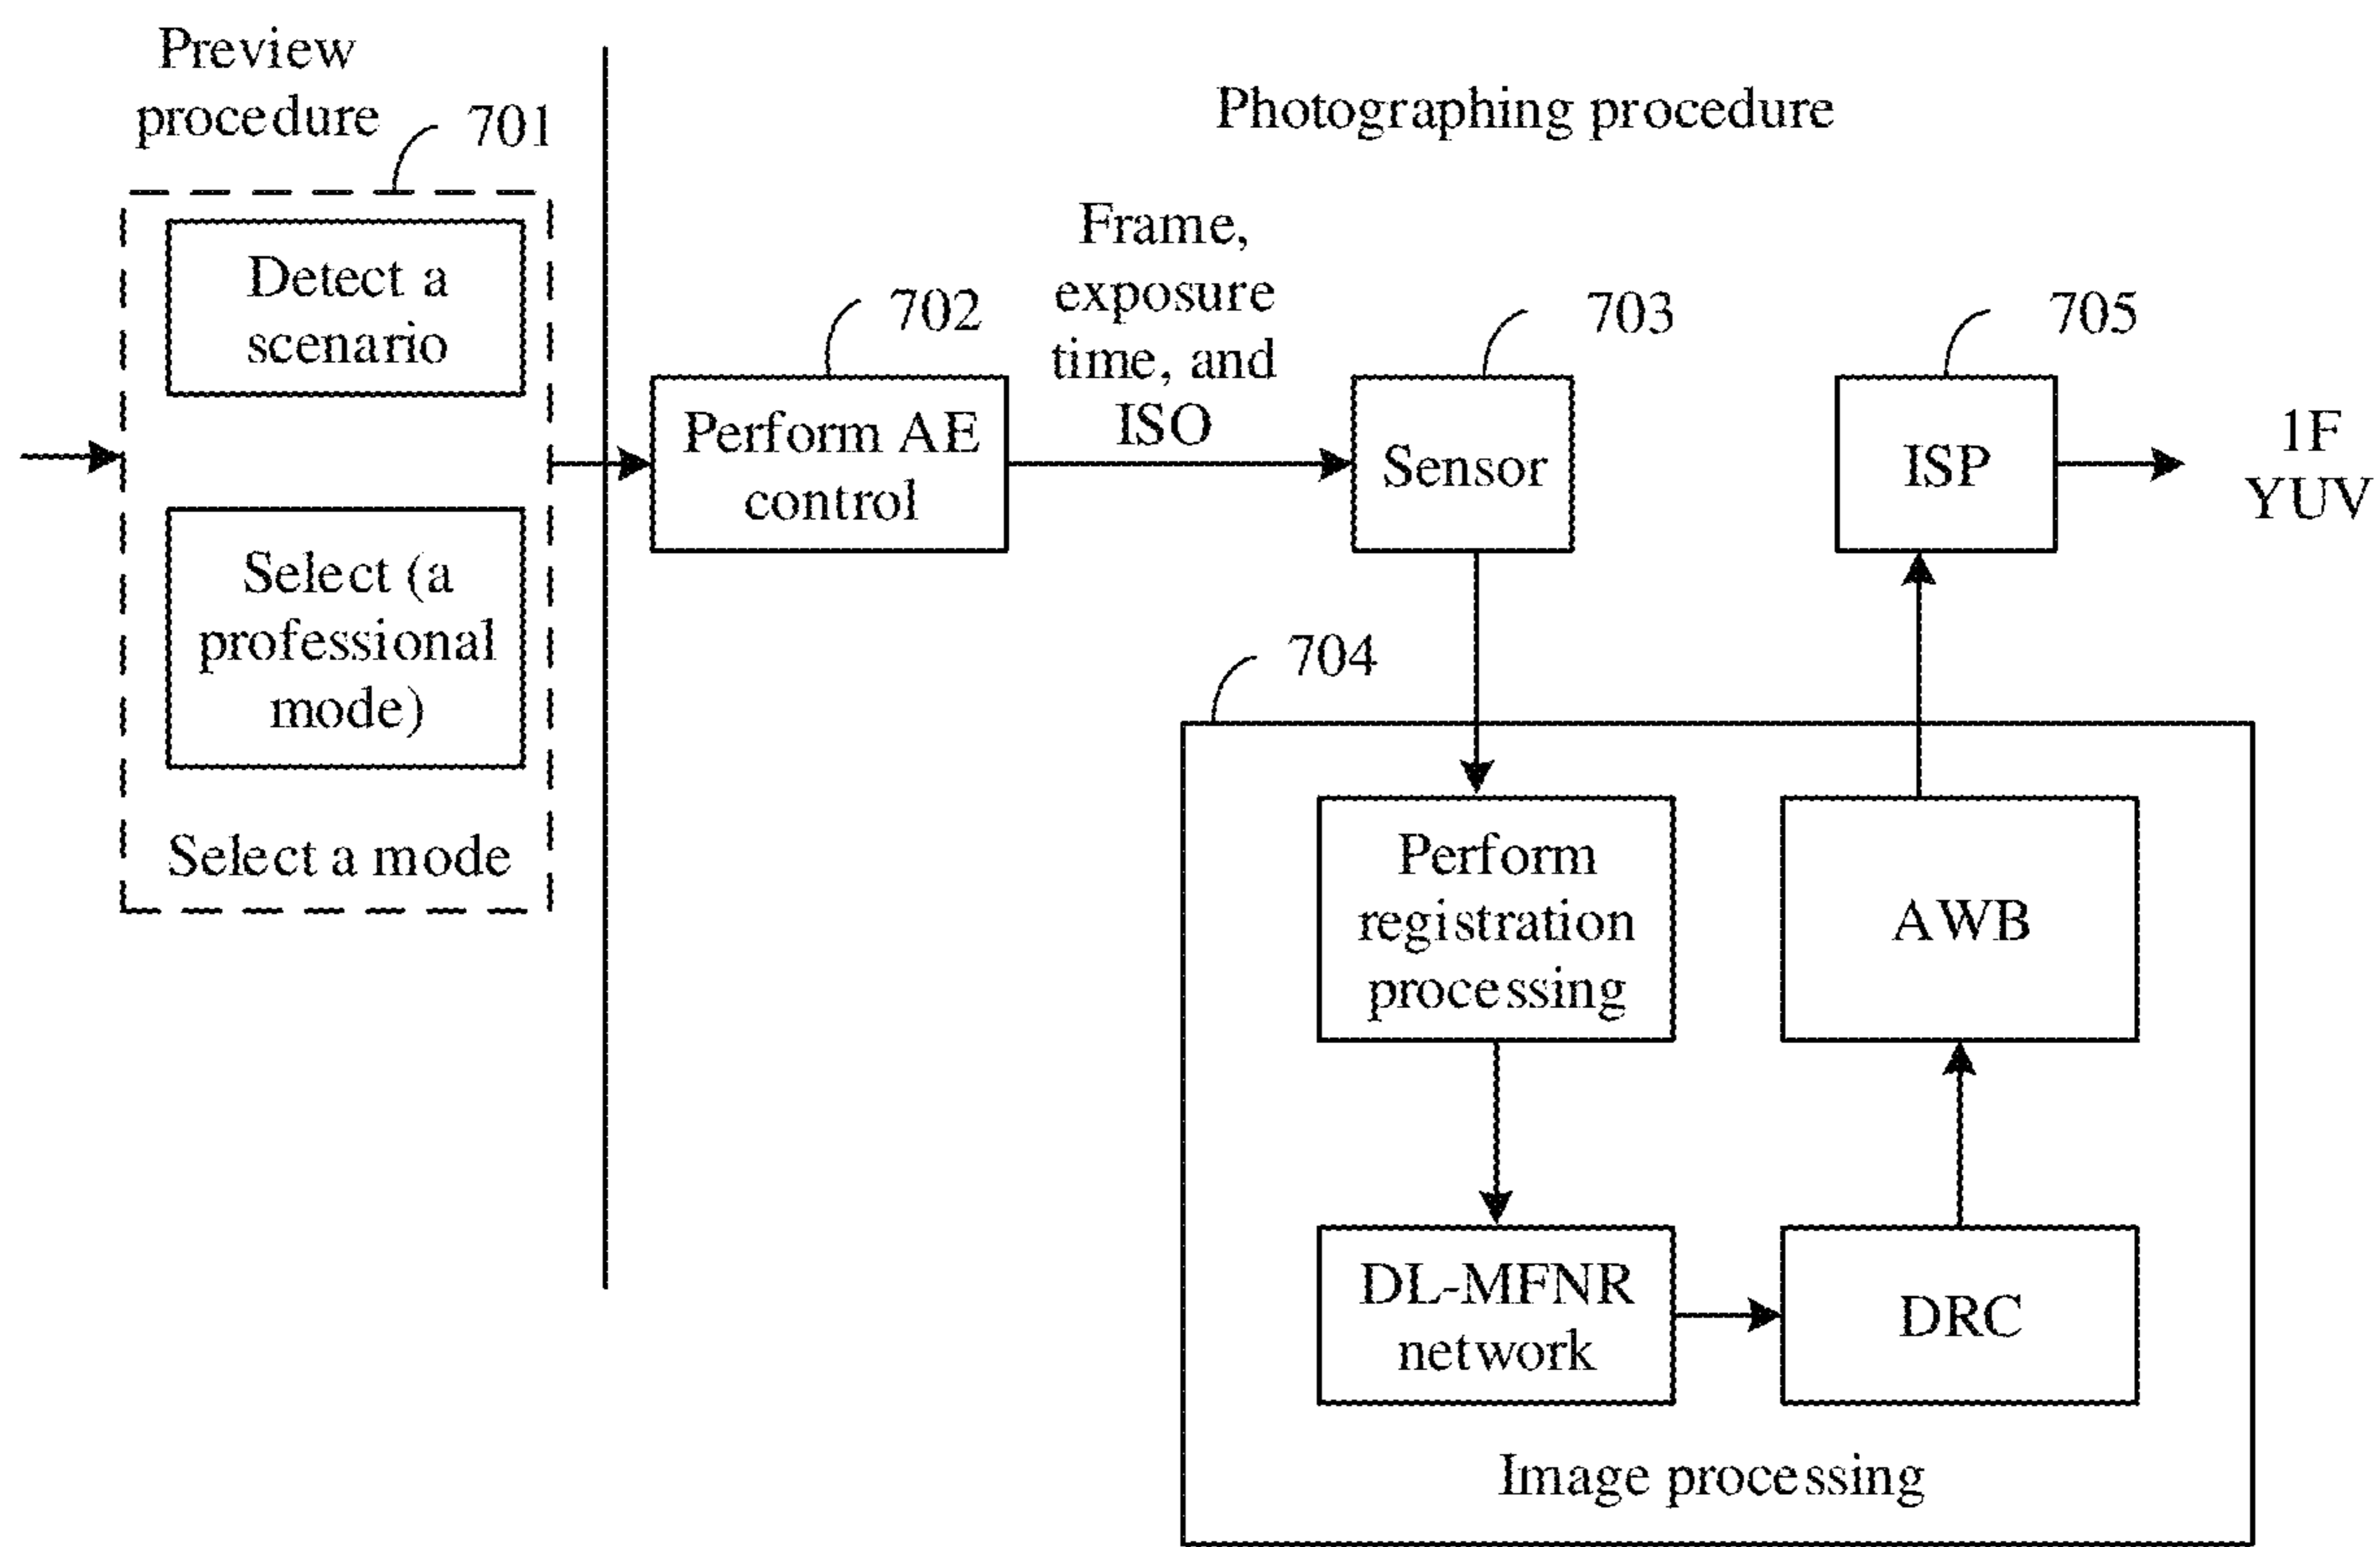 Preview
procedure
701
Detect a
scenario
Select (a
professional
mode)
Select a mode
Photographing procedure
702
Perform AE
control
Frame,
exposure
time, and
ISO
703
Sensor
705
ISP
1F
YUV
704
Perform
registration
processing
AWB
DL-MFNR
network
DRC
Image processing